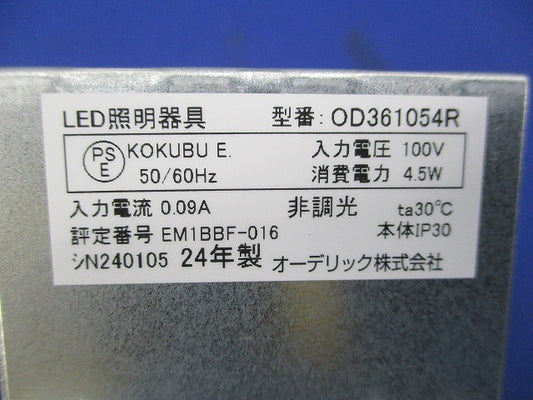 LED照明器具 型番: OD361054R
PS E KOKUBU E. 入力電圧 100V
50/60Hz 消費電力 4.5W
入力電流 0.09A 非調光 ta30℃
評定番号 EM1BBF-016 本体IP30
シN240105 24年製 オーデリック株式会社